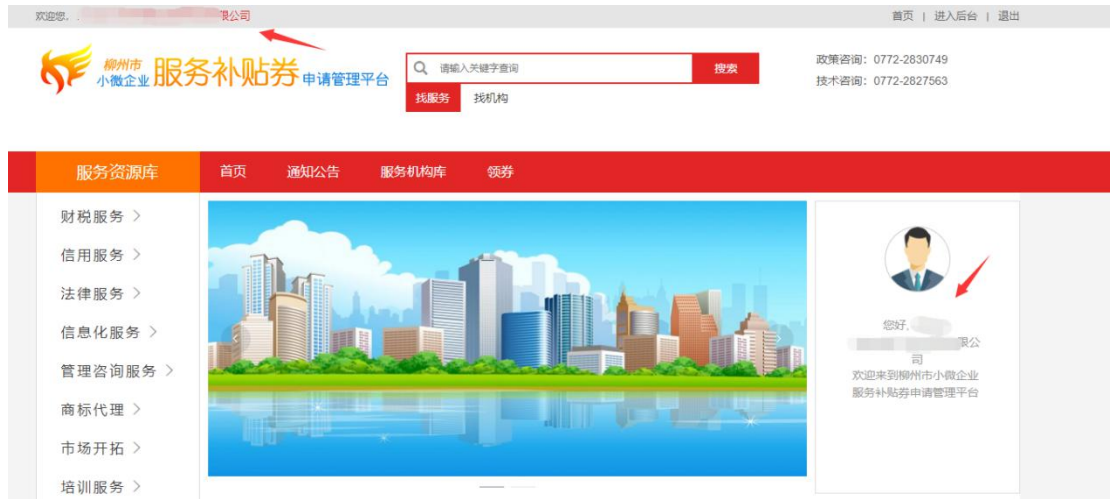 欢迎您, 限公司
首页 | 进入后台 | 退出
柳州市
小微企业 服务补贴券 申请管理平台
请输入关键字查询 搜索
找服务 找机构
政策咨询: 0772-2830749
技术咨询: 0772-2827563
服务资源库 首页 通知公告 服务机构库 领券
财税服务 >
信用服务 >
法律服务 >
信息化服务 >
管理咨询服务 >
商标代理 >
市场开拓 >
培训服务 >
您好,
限公
司
欢迎来到柳州市小微企业
服务补贴券申请管理平台